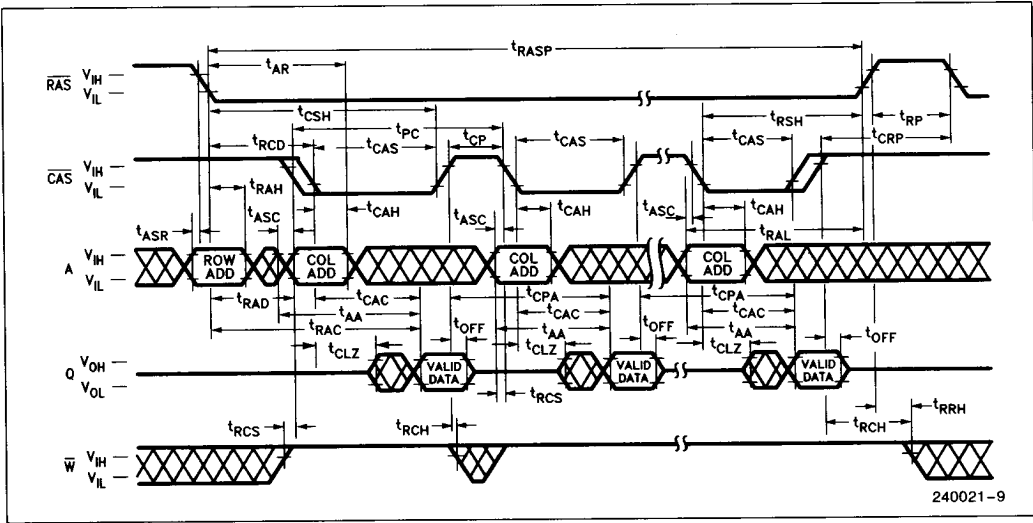 tRASP
tAR
RAS VIH
VIL
tCSH
tRSH
tRP
tPC
tRCD
tCAS
tCP
tCAS
tCAS
tCRP
CAS VIH
VIL
tRAH
tASC
tCAH
tASC
tCAH
tASC
tCAH
tASR
tRAL
A VIH
VIL
ROW ADD
COL ADD
COL ADD
COL ADD
tRAD
tCAC
tCPA
tCPA
tAA
tCAC
tCAC
tRAC
tOFF
tAA
tOFF
tAA
tOFF
tCLZ
tCLZ
tCLZ
Q VOH
VOL
VALID DATA
VALID DATA
VALID DATA
tRCS
tRCS
tRCH
tRCH
tRRH
W VIH
VIL
240021-9